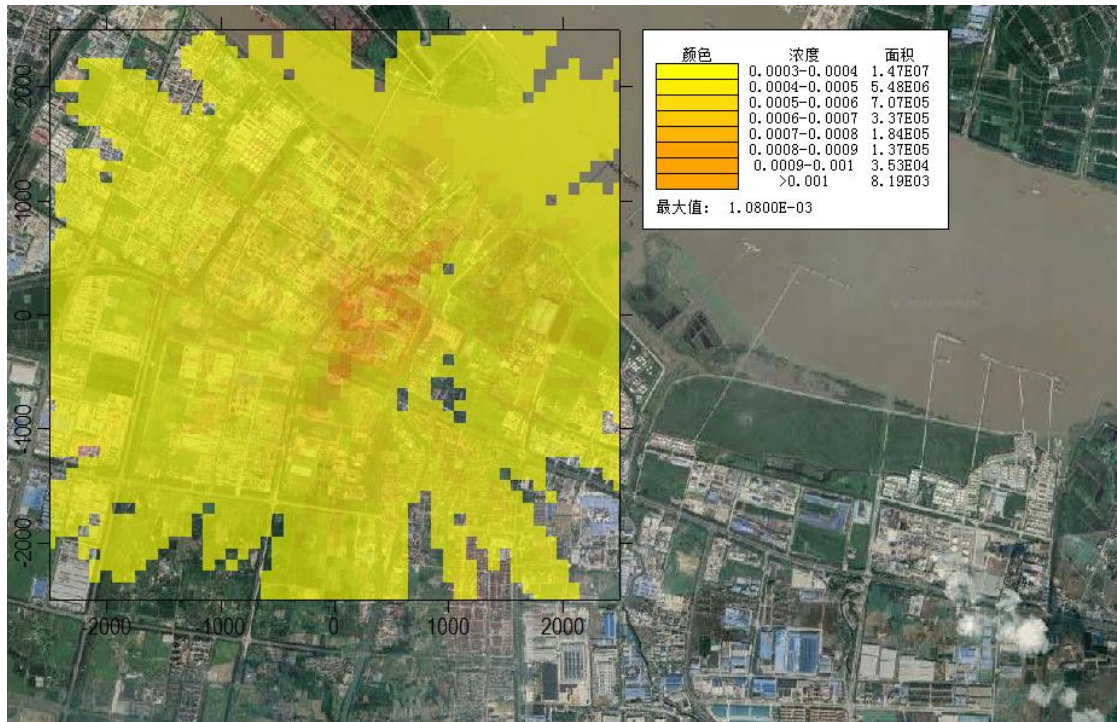 颜色 浓度 面积
0.0003-0.0004 1.47E07
0.0004-0.0005 5.48E06
0.0005-0.0006 7.07E05
0.0006-0.0007 3.37E05
0.0007-0.0008 1.84E05
0.0008-0.0009 1.37E05
0.0009-0.001 3.53E04
>0.001 8.19E03
最大值: 1.0800E-03
2000
1000
0
-1000
-2000
2000 1000 0 1000 2000